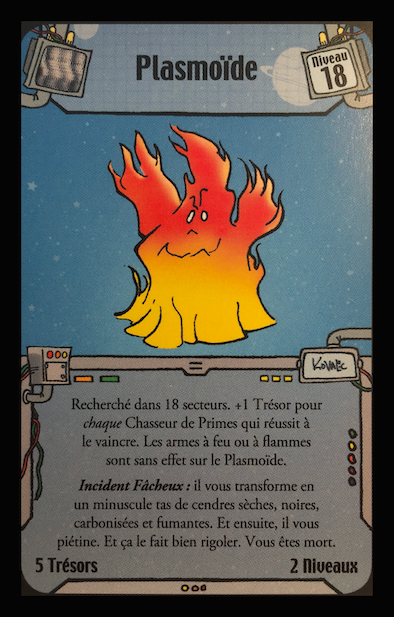 Plasmoïde
Niveau
18
Kovalic
Recherché dans 18 secteurs. +1 Trésor pour
chaque Chasseur de Primes qui réussit à
le vaincre. Les armes à feu ou à flammes
sont sans effet sur le Plasmoïde.
Incident Fâcheux : il vous transforme en
un minuscule tas de cendres sèches, noires,
carbonisées et fumantes. Et ensuite, il vous
piétine. Et ça le fait bien rigoler. Vous êtes mort.
5 Trésors
2 Niveaux